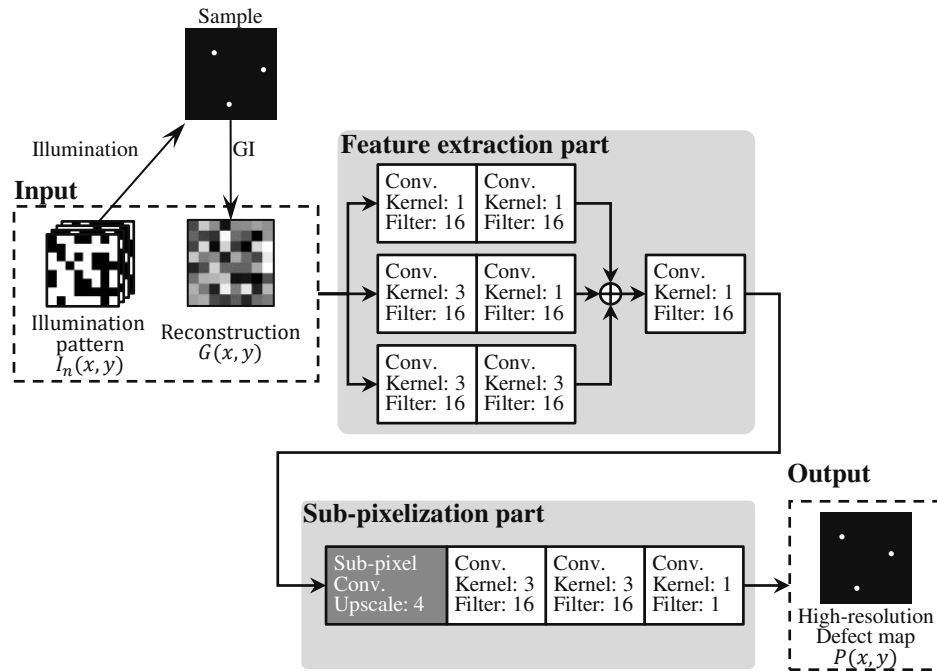 Sample
Illumination
GI
Input
Illumination
pattern
I_n(x, y)
Reconstruction
G(x, y)
Feature extraction part
Conv.
Kernel: 1
Filter: 16
Conv.
Kernel: 1
Filter: 16
Conv.
Kernel: 3
Filter: 16
Conv.
Kernel: 1
Filter: 16
Conv.
Kernel: 3
Filter: 16
Conv.
Kernel: 3
Filter: 16
Conv.
Kernel: 1
Filter: 16
Sub-pixelization part
Sub-pixel
Conv.
Upscale: 4
Conv.
Kernel: 3
Filter: 16
Conv.
Kernel: 3
Filter: 16
Conv.
Kernel: 1
Filter: 1
Output
High-resolution
Defect map
P(x, y)